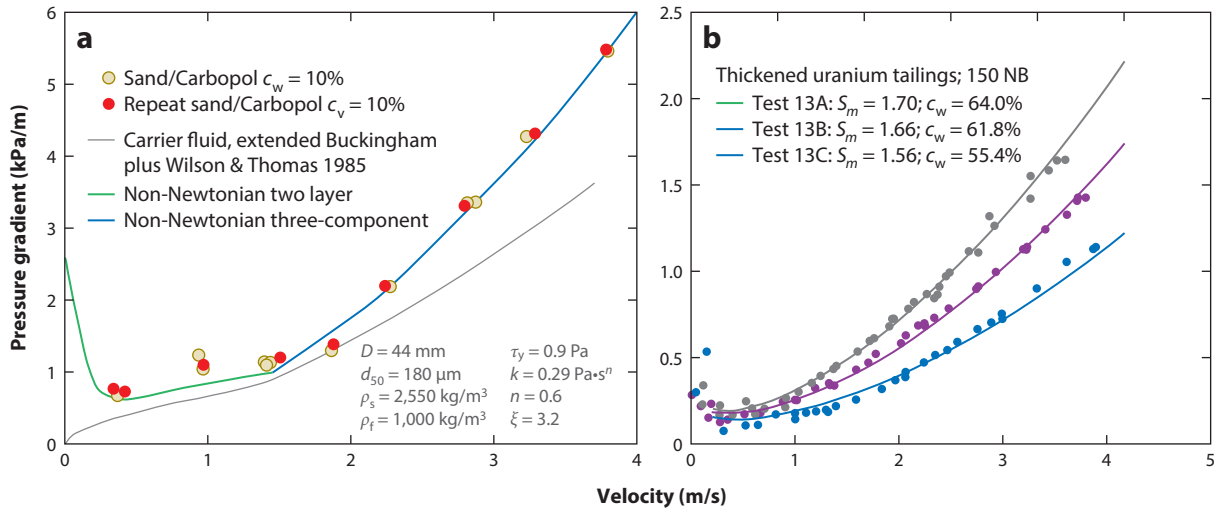 a
Sand/Carbopol c_w = 10%
Repeat sand/Carbopol c_v = 10%
Carrier fluid, extended Buckingham
plus Wilson & Thomas 1985
Non-Newtonian two layer
Non-Newtonian three-component
D = 44 mm
d_50 = 180 μm
ρ_s = 2,550 kg/m³
ρ_f = 1,000 kg/m³
τ_y = 0.9 Pa
k = 0.29 Pa•sⁿ
n = 0.6
ξ = 3.2
Pressure gradient (kPa/m)
6
5
4
3
2
1
0
0
1
2
3
4
b
Thickened uranium tailings; 150 NB
Test 13A: S_m = 1.70; c_w = 64.0%
Test 13B: S_m = 1.66; c_w = 61.8%
Test 13C: S_m = 1.56; c_w = 55.4%
2.5
2.0
1.5
1.0
0.5
0
0
1
2
3
4
5
Velocity (m/s)